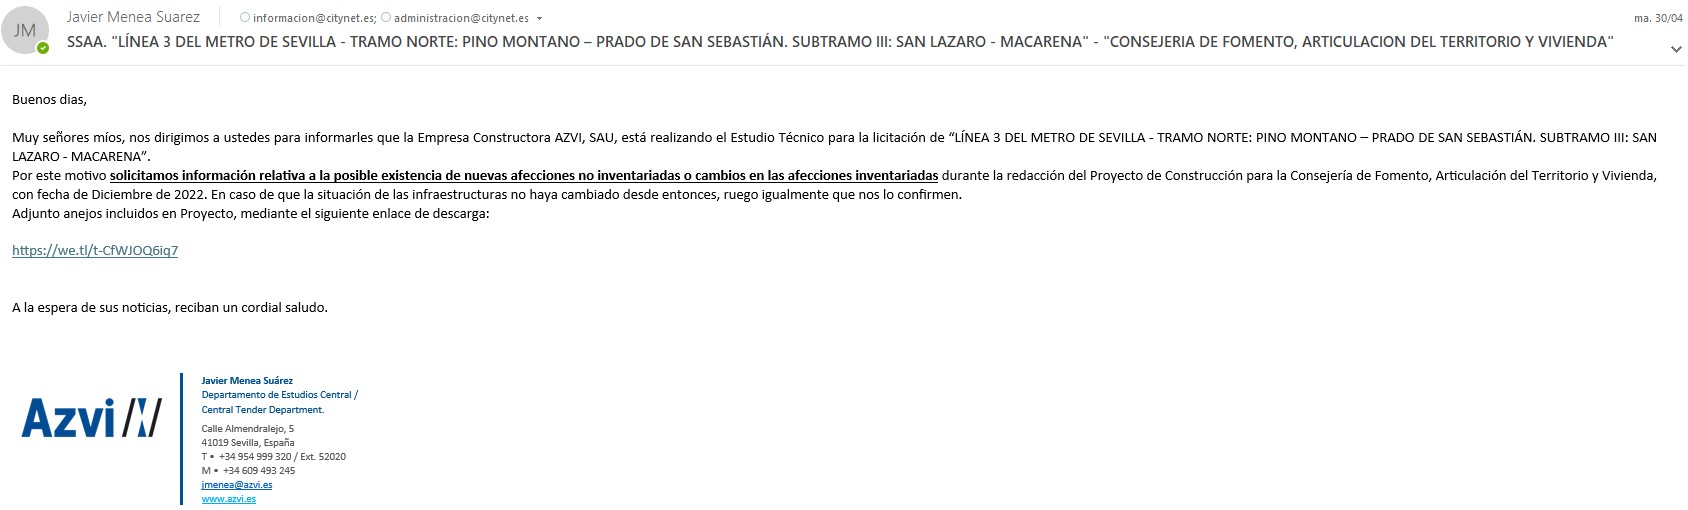 JM
Javier Menea Suarez
informacion@citynet.es; administracion@citynet.es
ma. 30/04
SSAA. "LÍNEA 3 DEL METRO DE SEVILLA - TRAMO NORTE: PINO MONTANO – PRADO DE SAN SEBASTIÁN. SUBTRAMO III: SAN LAZARO - MACARENA" - "CONSEJERIA DE FOMENTO, ARTICULACION DEL TERRITORIO Y VIVIENDA"
Buenos dias,
Muy señores míos, nos dirigimos a ustedes para informarles que la Empresa Constructora AZVI, SAU, está realizando el Estudio Técnico para la licitación de “LÍNEA 3 DEL METRO DE SEVILLA - TRAMO NORTE: PINO MONTANO – PRADO DE SAN SEBASTIÁN. SUBTRAMO III: SAN
LAZARO - MACARENA”.
Por este motivo solicitamos información relativa a la posible existencia de nuevas afecciones no inventariadas o cambios en las afecciones inventariadas durante la redacción del Proyecto de Construcción para la Consejería de Fomento, Articulación del Territorio y Vivienda,
con fecha de Diciembre de 2022. En caso de que la situación de las infraestructuras no haya cambiado desde entonces, ruego igualmente que nos lo confirmen.
Adjunto anejos incluidos en Proyecto, mediante el siguiente enlace de descarga:
https://we.tl/t-CfWJOQ6iq7
A la espera de sus noticias, reciban un cordial saludo.
Azvi
Javier Menea Suárez
Departamento de Estudios Central /
Central Tender Department.
Calle Almendralejo, 5
41019 Sevilla, España
T • +34 954 999 320 / Ext. 52020
M • +34 609 493 245
jmenea@azvi.es
www.azvi.es